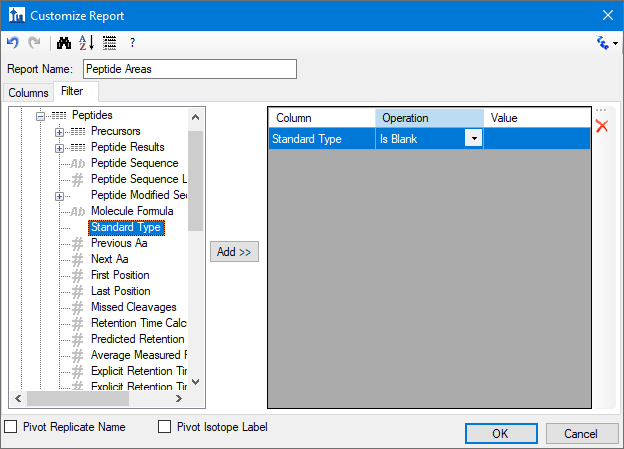 Customize Report
A
Z
?
Report Name: Peptide Areas
Columns Filter
Peptides
Precursors
Peptide Results
Ab Peptide Sequence
# Peptide Sequence L
Peptide Modified Sec
Ab Molecule Formula
Standard Type
# Previous Aa
# Next Aa
# First Position
# Last Position
# Missed Cleavages
# Retention Time Calc
# Predicted Retention
# Average Measured F
# Explicit Retention Tir
# Explicit Retention Tir
Add >>
Column Operation Value
Standard Type Is Blank
Pivot Replicate Name Pivot Isotope Label
OK Cancel